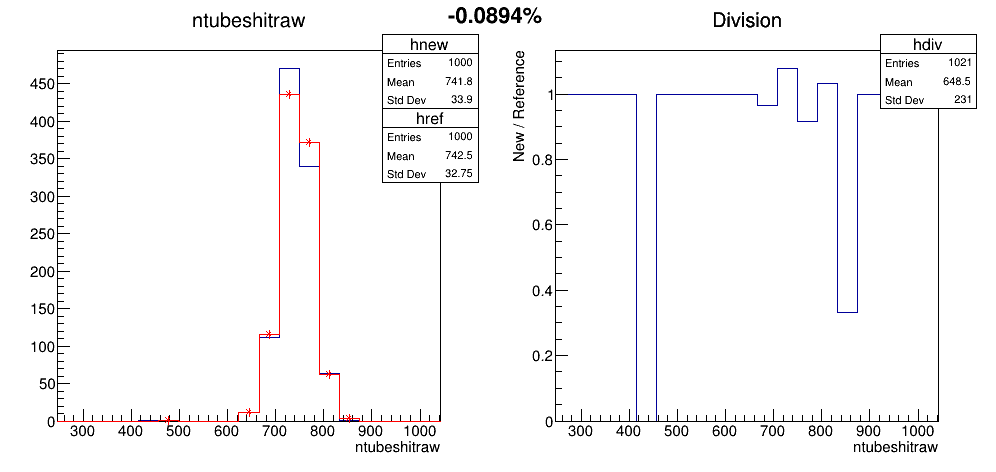 -0.0894%
ntubeshitraw
hnew
Entries 1000
Mean 741.8
Std Dev 33.9
href
Entries 1000
Mean 742.5
Std Dev 32.75
450
400
350
300
250
200
150
100
50
0
300 400 500 600 700 800 900 1000
ntubeshitraw
Division
hdiv
Entries 1021
Mean 648.5
Std Dev 231
New / Reference
1
0.8
0.6
0.4
0.2
0
300 400 500 600 700 800 900 1000
ntubeshitraw